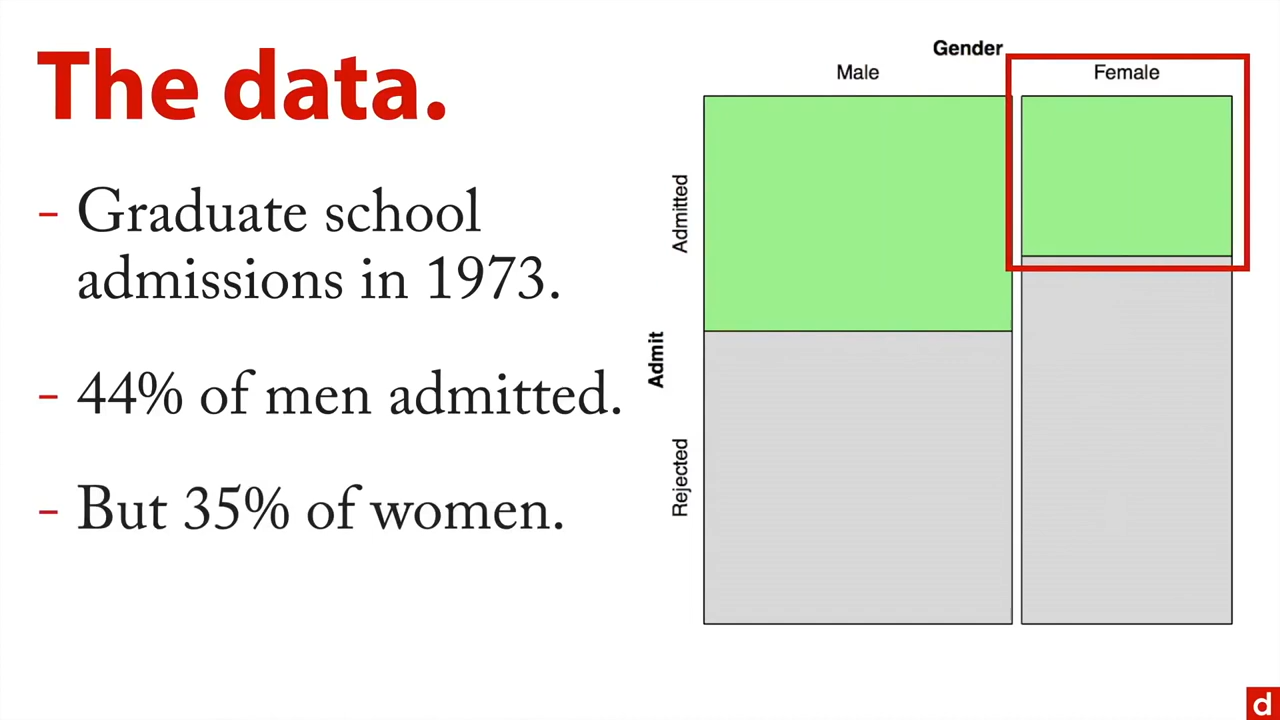 The data.
- Graduate school
admissions in 1973.
- 44% of men admitted.
- But 35% of women.
Gender
Male
Female
Admit
Admitted
Rejected
d